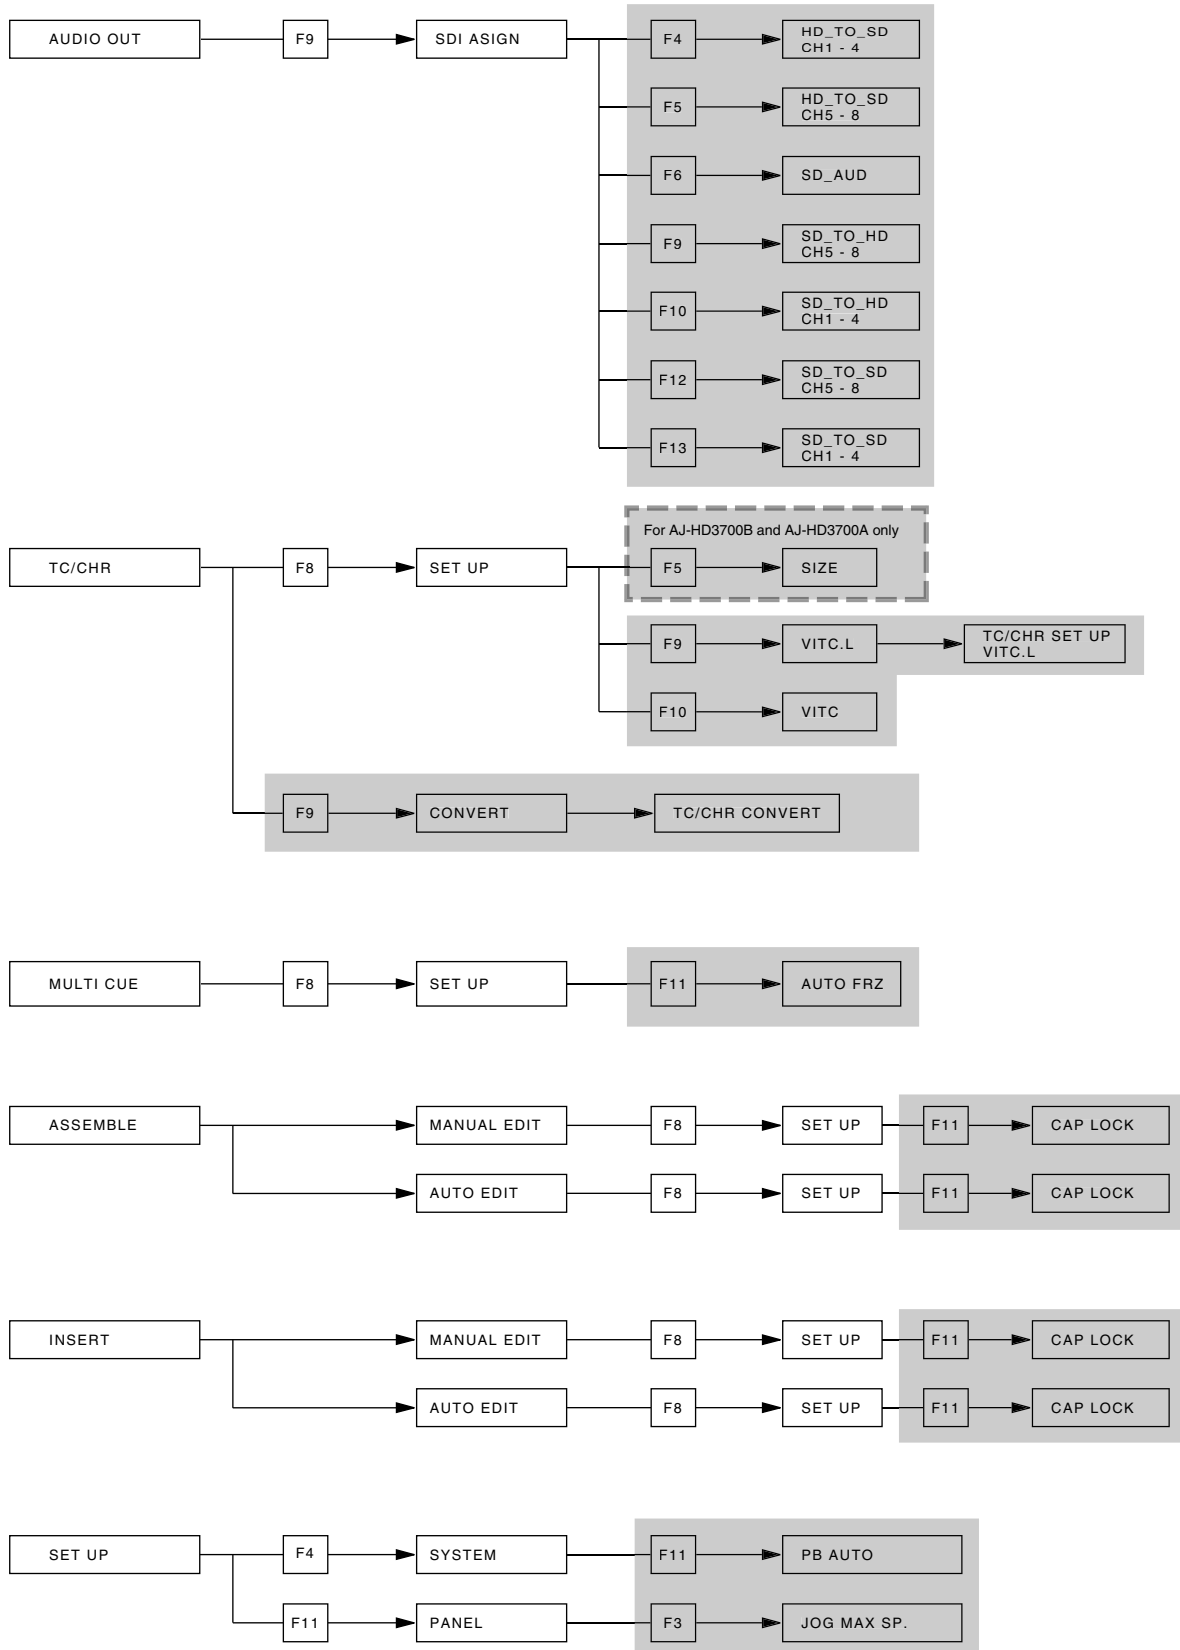 AUDIO OUT F9 SDI ASIGN F4 HD_TO_SD
CH1 - 4
F5 HD_TO_SD
CH5 - 8
F6 SD_AUD
F9 SD_TO_HD
CH5 - 8
F10 SD_TO_HD
CH1 - 4
F12 SD_TO_SD
CH5 - 8
F13 SD_TO_SD
CH1 - 4
For AJ-HD3700B and AJ-HD3700A only
TC/CHR F8 SET UP F5 SIZE
F9 VITC.L TC/CHR SET UP
VITC.L
F10 VITC
F9 CONVERT TC/CHR CONVERT
MULTI CUE F8 SET UP F11 AUTO FRZ
ASSEMBLE MANUAL EDIT F8 SET UP F11 CAP LOCK
AUTO EDIT F8 SET UP F11 CAP LOCK
INSERT MANUAL EDIT F8 SET UP F11 CAP LOCK
AUTO EDIT F8 SET UP F11 CAP LOCK
SET UP F4 SYSTEM F11 PB AUTO
F11 PANEL F3 JOG MAX SP.